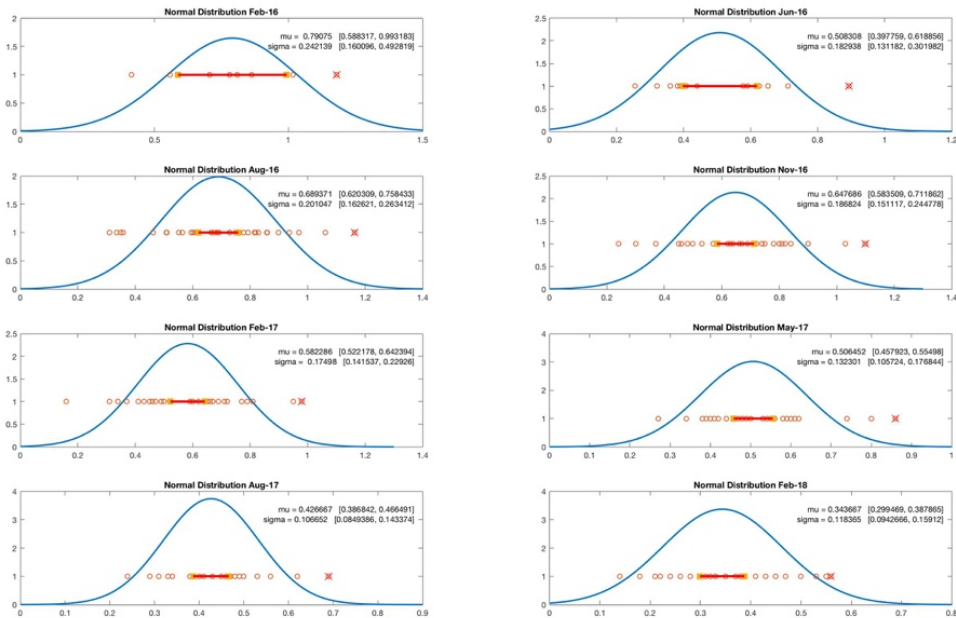 Normal Distribution Feb-16
mu = 0.79075 [0.588317, 0.993183]
sigma = 0.242139 [0.160096, 0.492819]
2
1.5
1
0.5
0
0 0.5 1 1.5
Normal Distribution Jun-16
mu = 0.508308 [0.397759, 0.618856]
sigma = 0.182938 [0.131182, 0.301982]
2.5
2
1.5
1
0.5
0
0 0.2 0.4 0.6 0.8 1 1.2
Normal Distribution Aug-16
mu = 0.689371 [0.620309, 0.758433]
sigma = 0.201047 [0.162621, 0.263412]
2
1.5
1
0.5
0
0 0.2 0.4 0.6 0.8 1 1.2 1.4
Normal Distribution Nov-16
mu = 0.647686 [0.583509, 0.711862]
sigma = 0.186824 [0.151117, 0.244778]
2.5
2
1.5
1
0.5
0
0 0.2 0.4 0.6 0.8 1 1.2 1.4
Normal Distribution Feb-17
mu = 0.582286 [0.522178, 0.642394]
sigma = 0.17498 [0.141537, 0.22926]
2.5
2
1.5
1
0.5
0
0 0.2 0.4 0.6 0.8 1 1.2 1.4
Normal Distribution May-17
mu = 0.506452 [0.457923, 0.55498]
sigma = 0.132301 [0.105724, 0.176844]
4
3
2
1
0
0 0.1 0.2 0.3 0.4 0.5 0.6 0.7 0.8 0.9 1
Normal Distribution Aug-17
mu = 0.426667 [0.386842, 0.466491]
sigma = 0.106652 [0.0849386, 0.143374]
4
3
2
1
0
0 0.1 0.2 0.3 0.4 0.5 0.6 0.7 0.8 0.9
Normal Distribution Feb-18
mu = 0.343667 [0.299469, 0.387865]
sigma = 0.118365 [0.0942666, 0.15912]
4
3
2
1
0
0 0.1 0.2 0.3 0.4 0.5 0.6 0.7 0.8